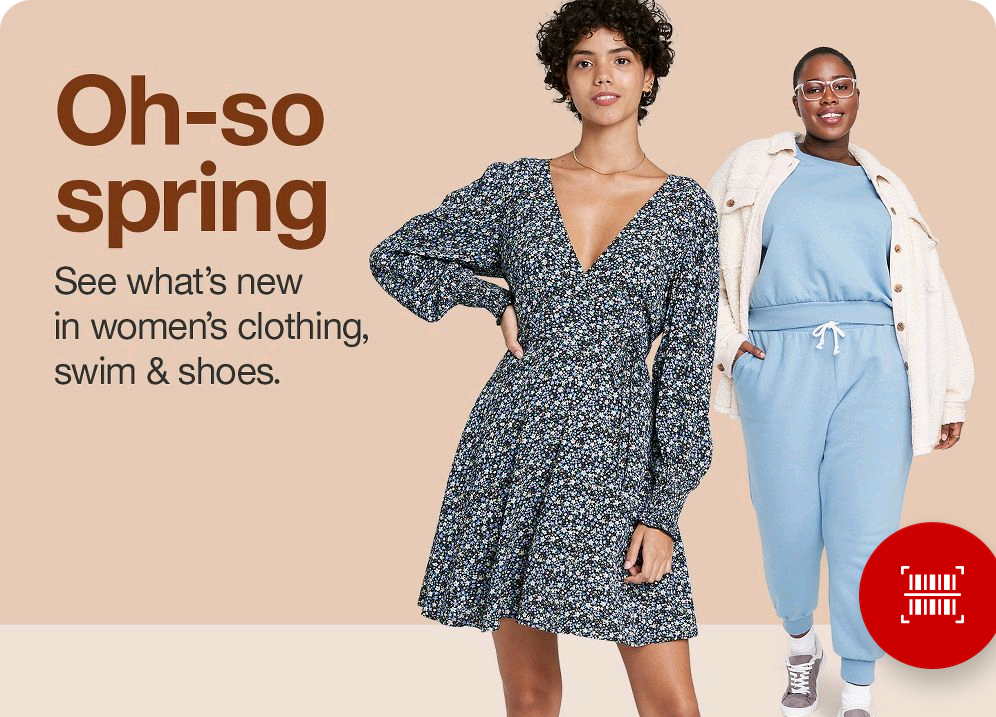 Oh-so
spring
See what’s new
in women’s clothing,
swim & shoes.